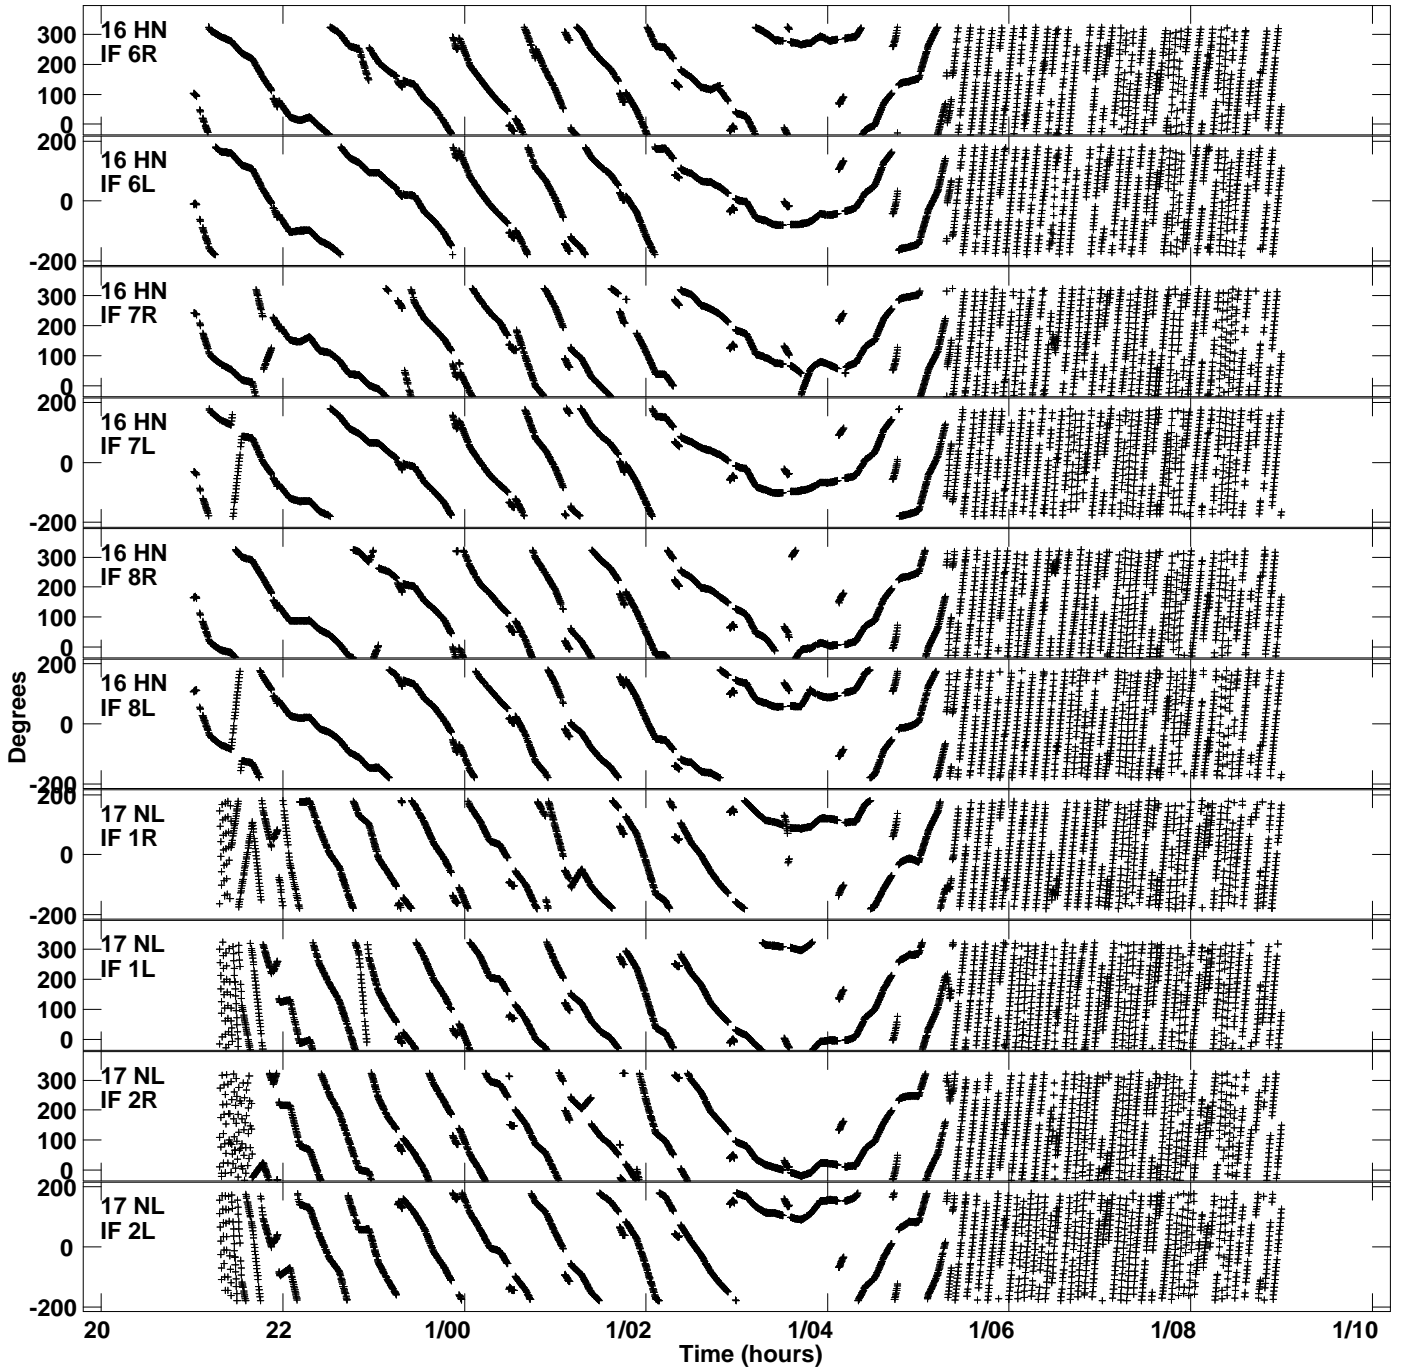 16 HN
IF 6R
300
200
100
0
16 HN
IF 6L
200
0
-200
16 HN
IF 7R
300
200
100
0
16 HN
IF 7L
200
0
-200
16 HN
IF 8R
300
200
100
0
16 HN
IF 8L
200
0
-200
17 NL
IF 1R
200
0
-200
17 NL
IF 1L
300
200
100
0
17 NL
IF 2R
300
200
100
0
17 NL
IF 2L
200
0
-200
Degrees
20 22 1/00 1/02 1/04 1/06 1/08 1/10
Time (hours)